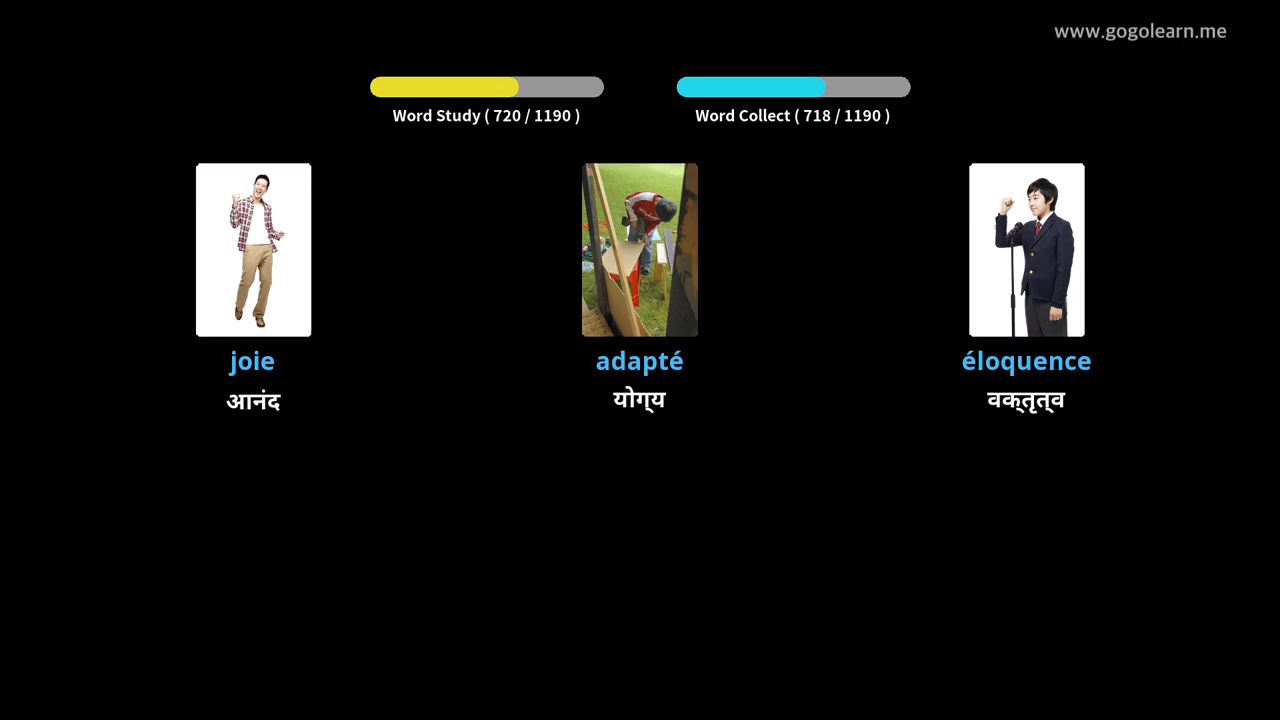 www.gogolearn.me
Word Study ( 720 / 1190 )
Word Collect ( 718 / 1190 )
joie
adapté
éloquence
आनंद
योग्य
वक्तृत्व